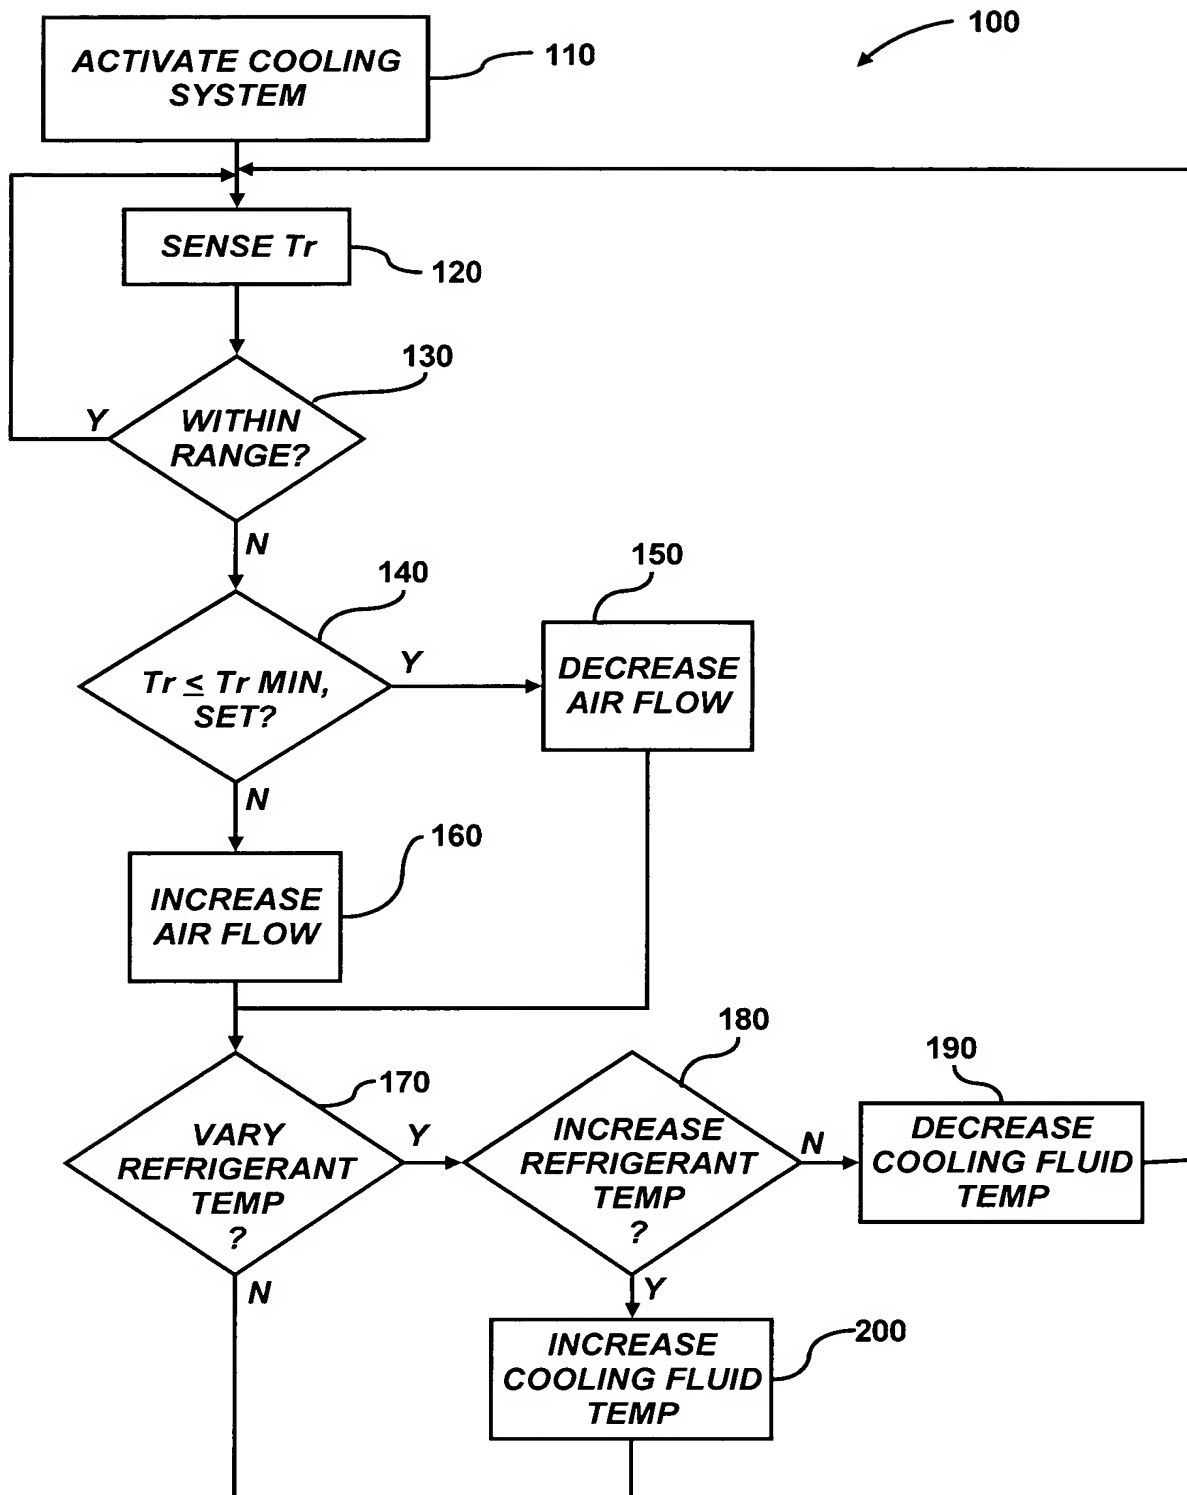 100
ACTIVATE COOLING
SYSTEM
110
SENSE Tr
120
130
Y
WITHIN
RANGE?
N
140
150
Tr ≤ Tr MIN,
SET?
Y
DECREASE
AIR FLOW
N
160
INCREASE
AIR FLOW
170
180
190
VARY
REFRIGERANT
TEMP
?
Y
INCREASE
REFRIGERANT
TEMP
?
N
DECREASE
COOLING FLUID
TEMP
N
Y
200
INCREASE
COOLING FLUID
TEMP